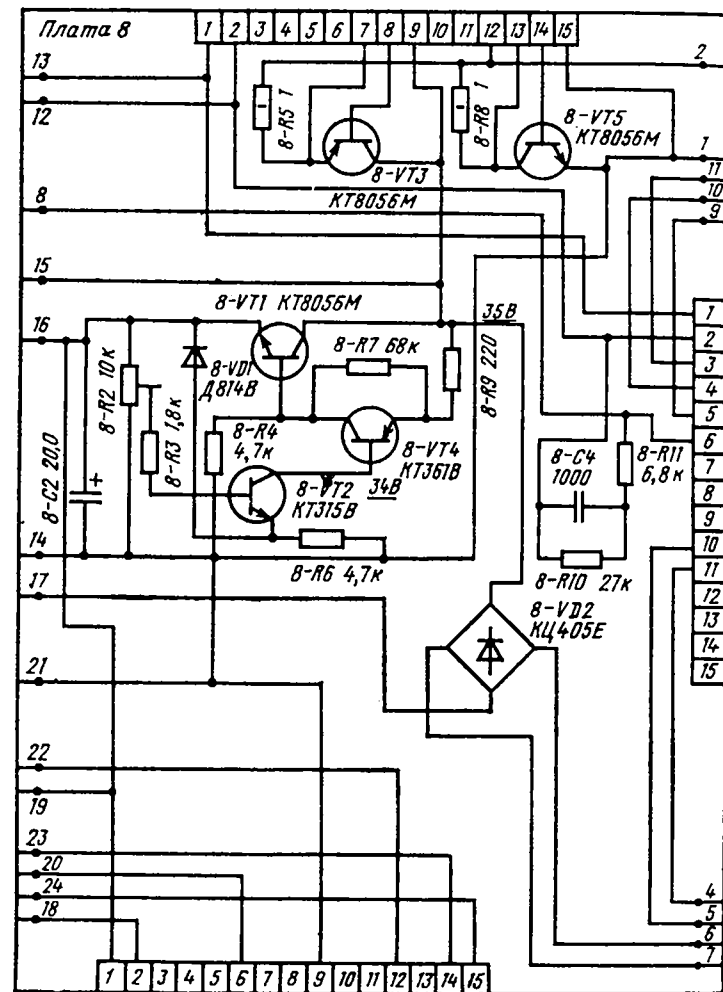 Плата 8
1 2 3 4 5 6 7 8 9 10 11 12 13 14 15
13
12
2
8-R5 1
8-R8 1
8-VT5
КТ8056М
8-VT3
КТ8056М
1
11
10
9
8
15
16
8-VT1 КТ8056М
35В
8-VD1
Д814В
8-R7 68к
8-R9 220
8-R2 10к
8-R3 1,8к
8-R4
4,7к
8-VT4
КТ361В
8-VT2
КТ315В
34В
8-C2 20,0
+
8-R6 4,7к
8-C4
1000
8-R11
6,8к
8-R10 27к
14
17
8-VD2
КЦ405Е
1
2
3
4
5
6
7
8
9
10
11
12
13
14
15
21
22
19
23
20
24
18
4
5
6
7
1 2 3 4 5 6 7 8 9 10 11 12 13 14 15